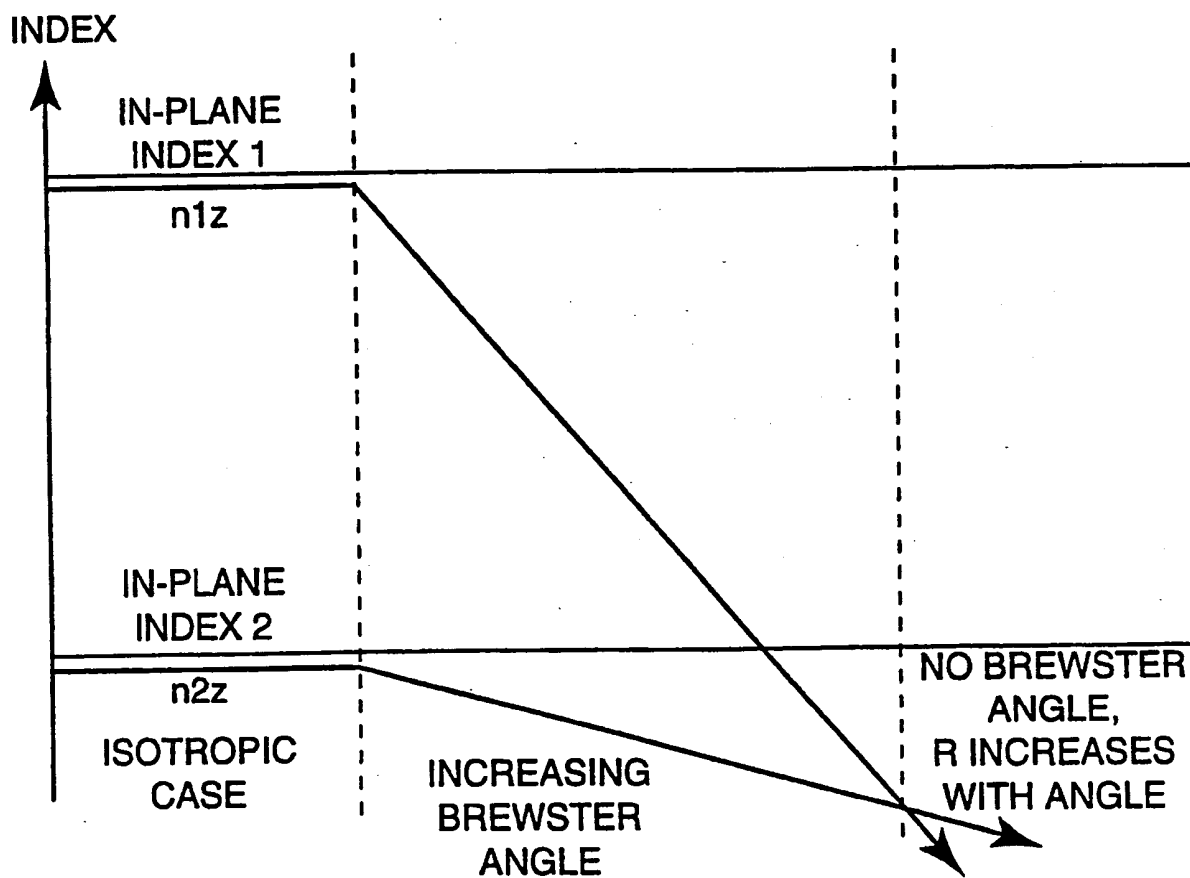 INDEX
IN-PLANE
INDEX 1
n1z
IN-PLANE
INDEX 2
n2z
ISOTROPIC
CASE
INCREASING
BREWSTER
ANGLE
NO BREWSTER
ANGLE,
R INCREASES
WITH ANGLE